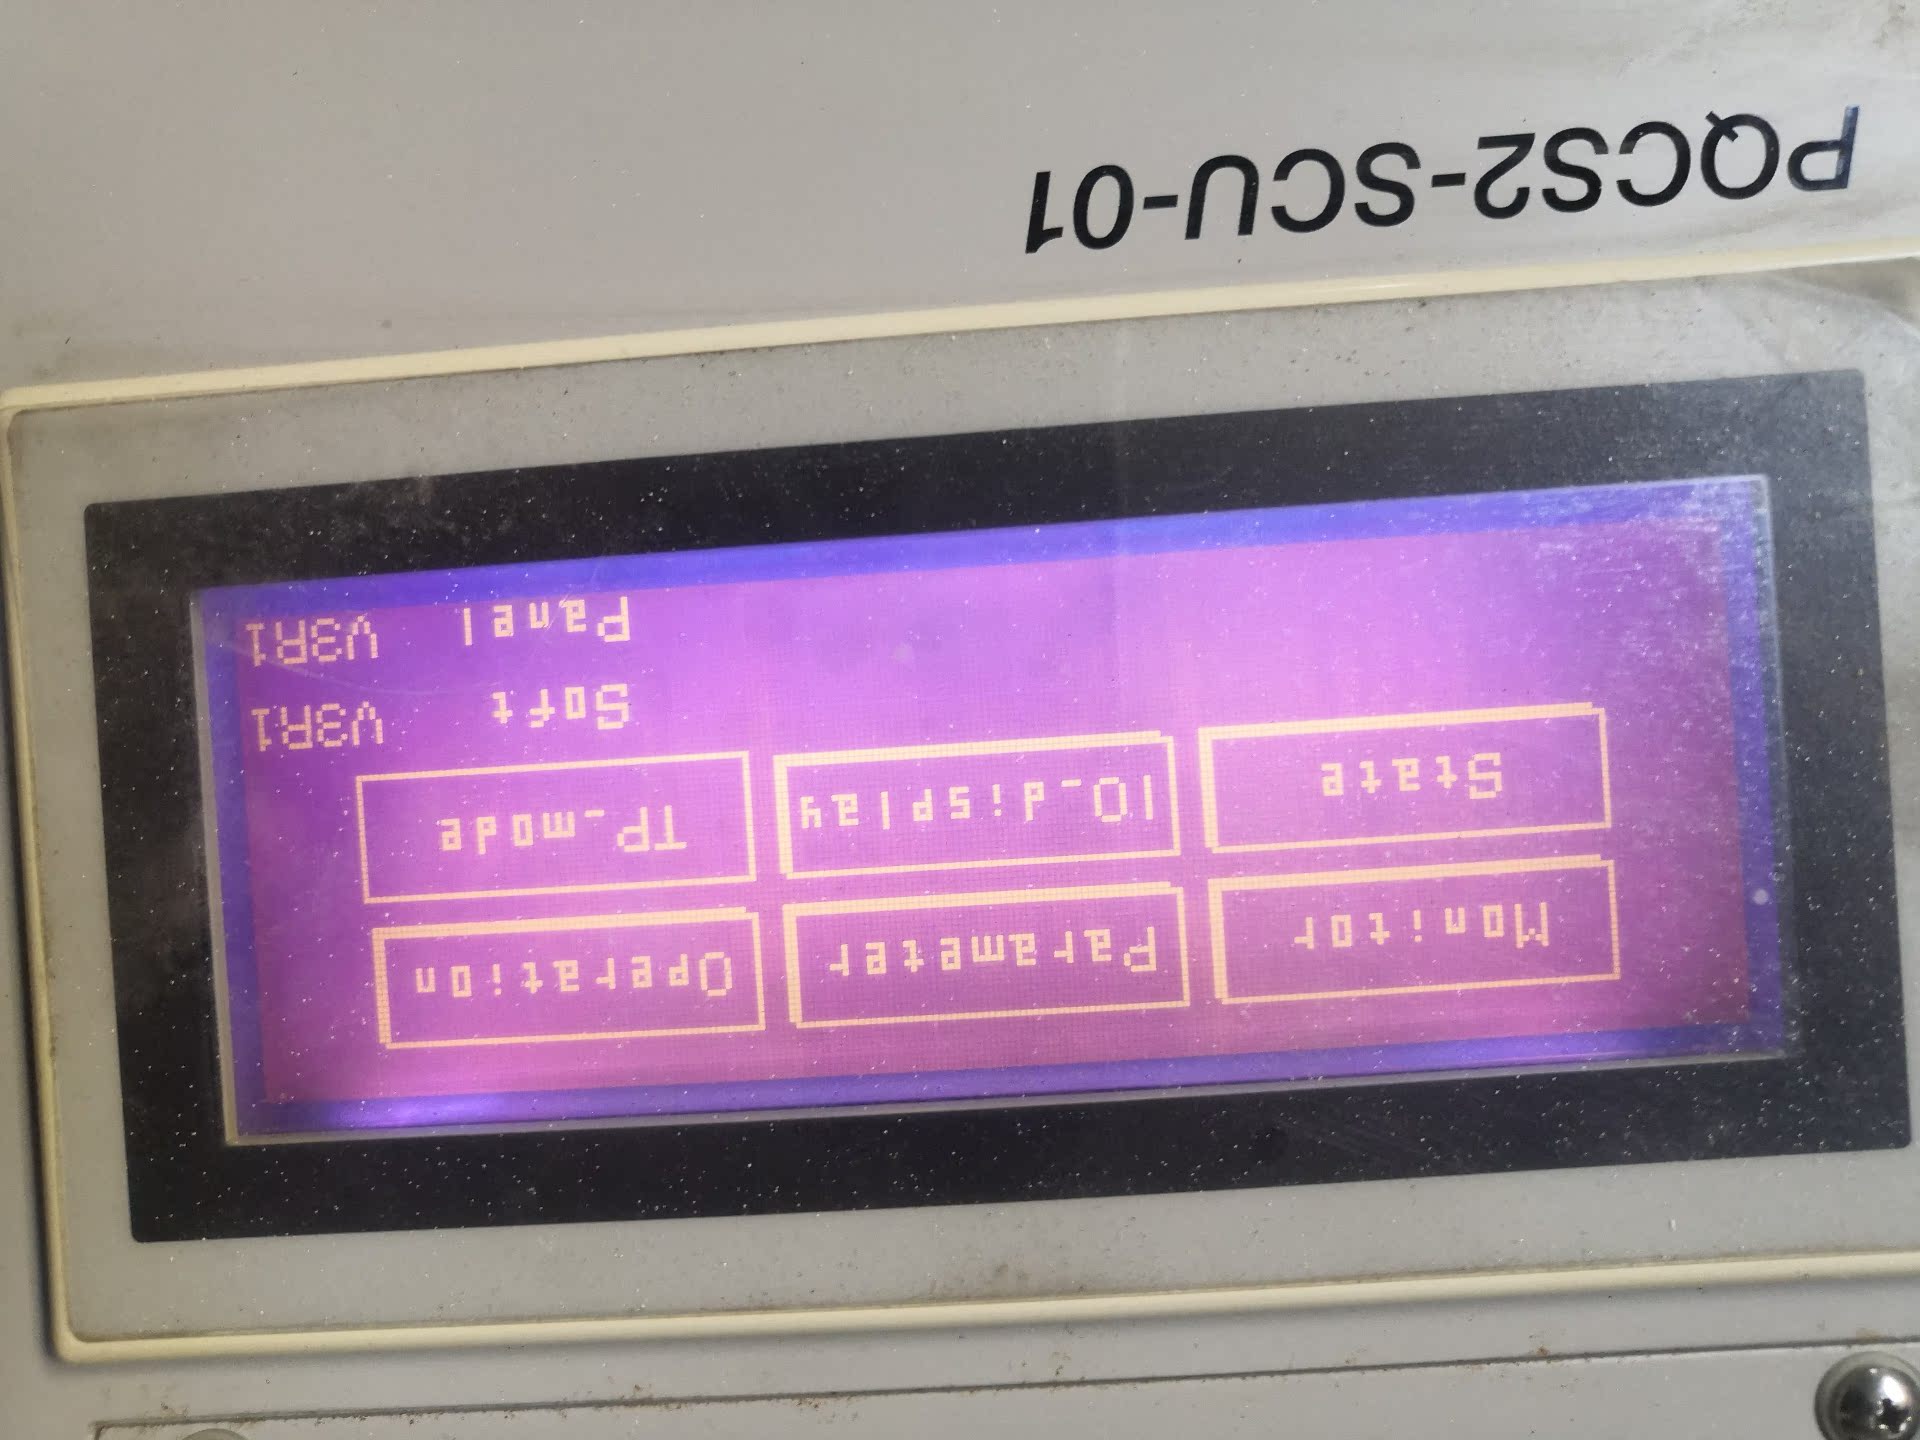 Monitor Parameter Operation
State IO_display TP_mode
Soft V3R1
Panel V3R1
PQCS2-SCU-01